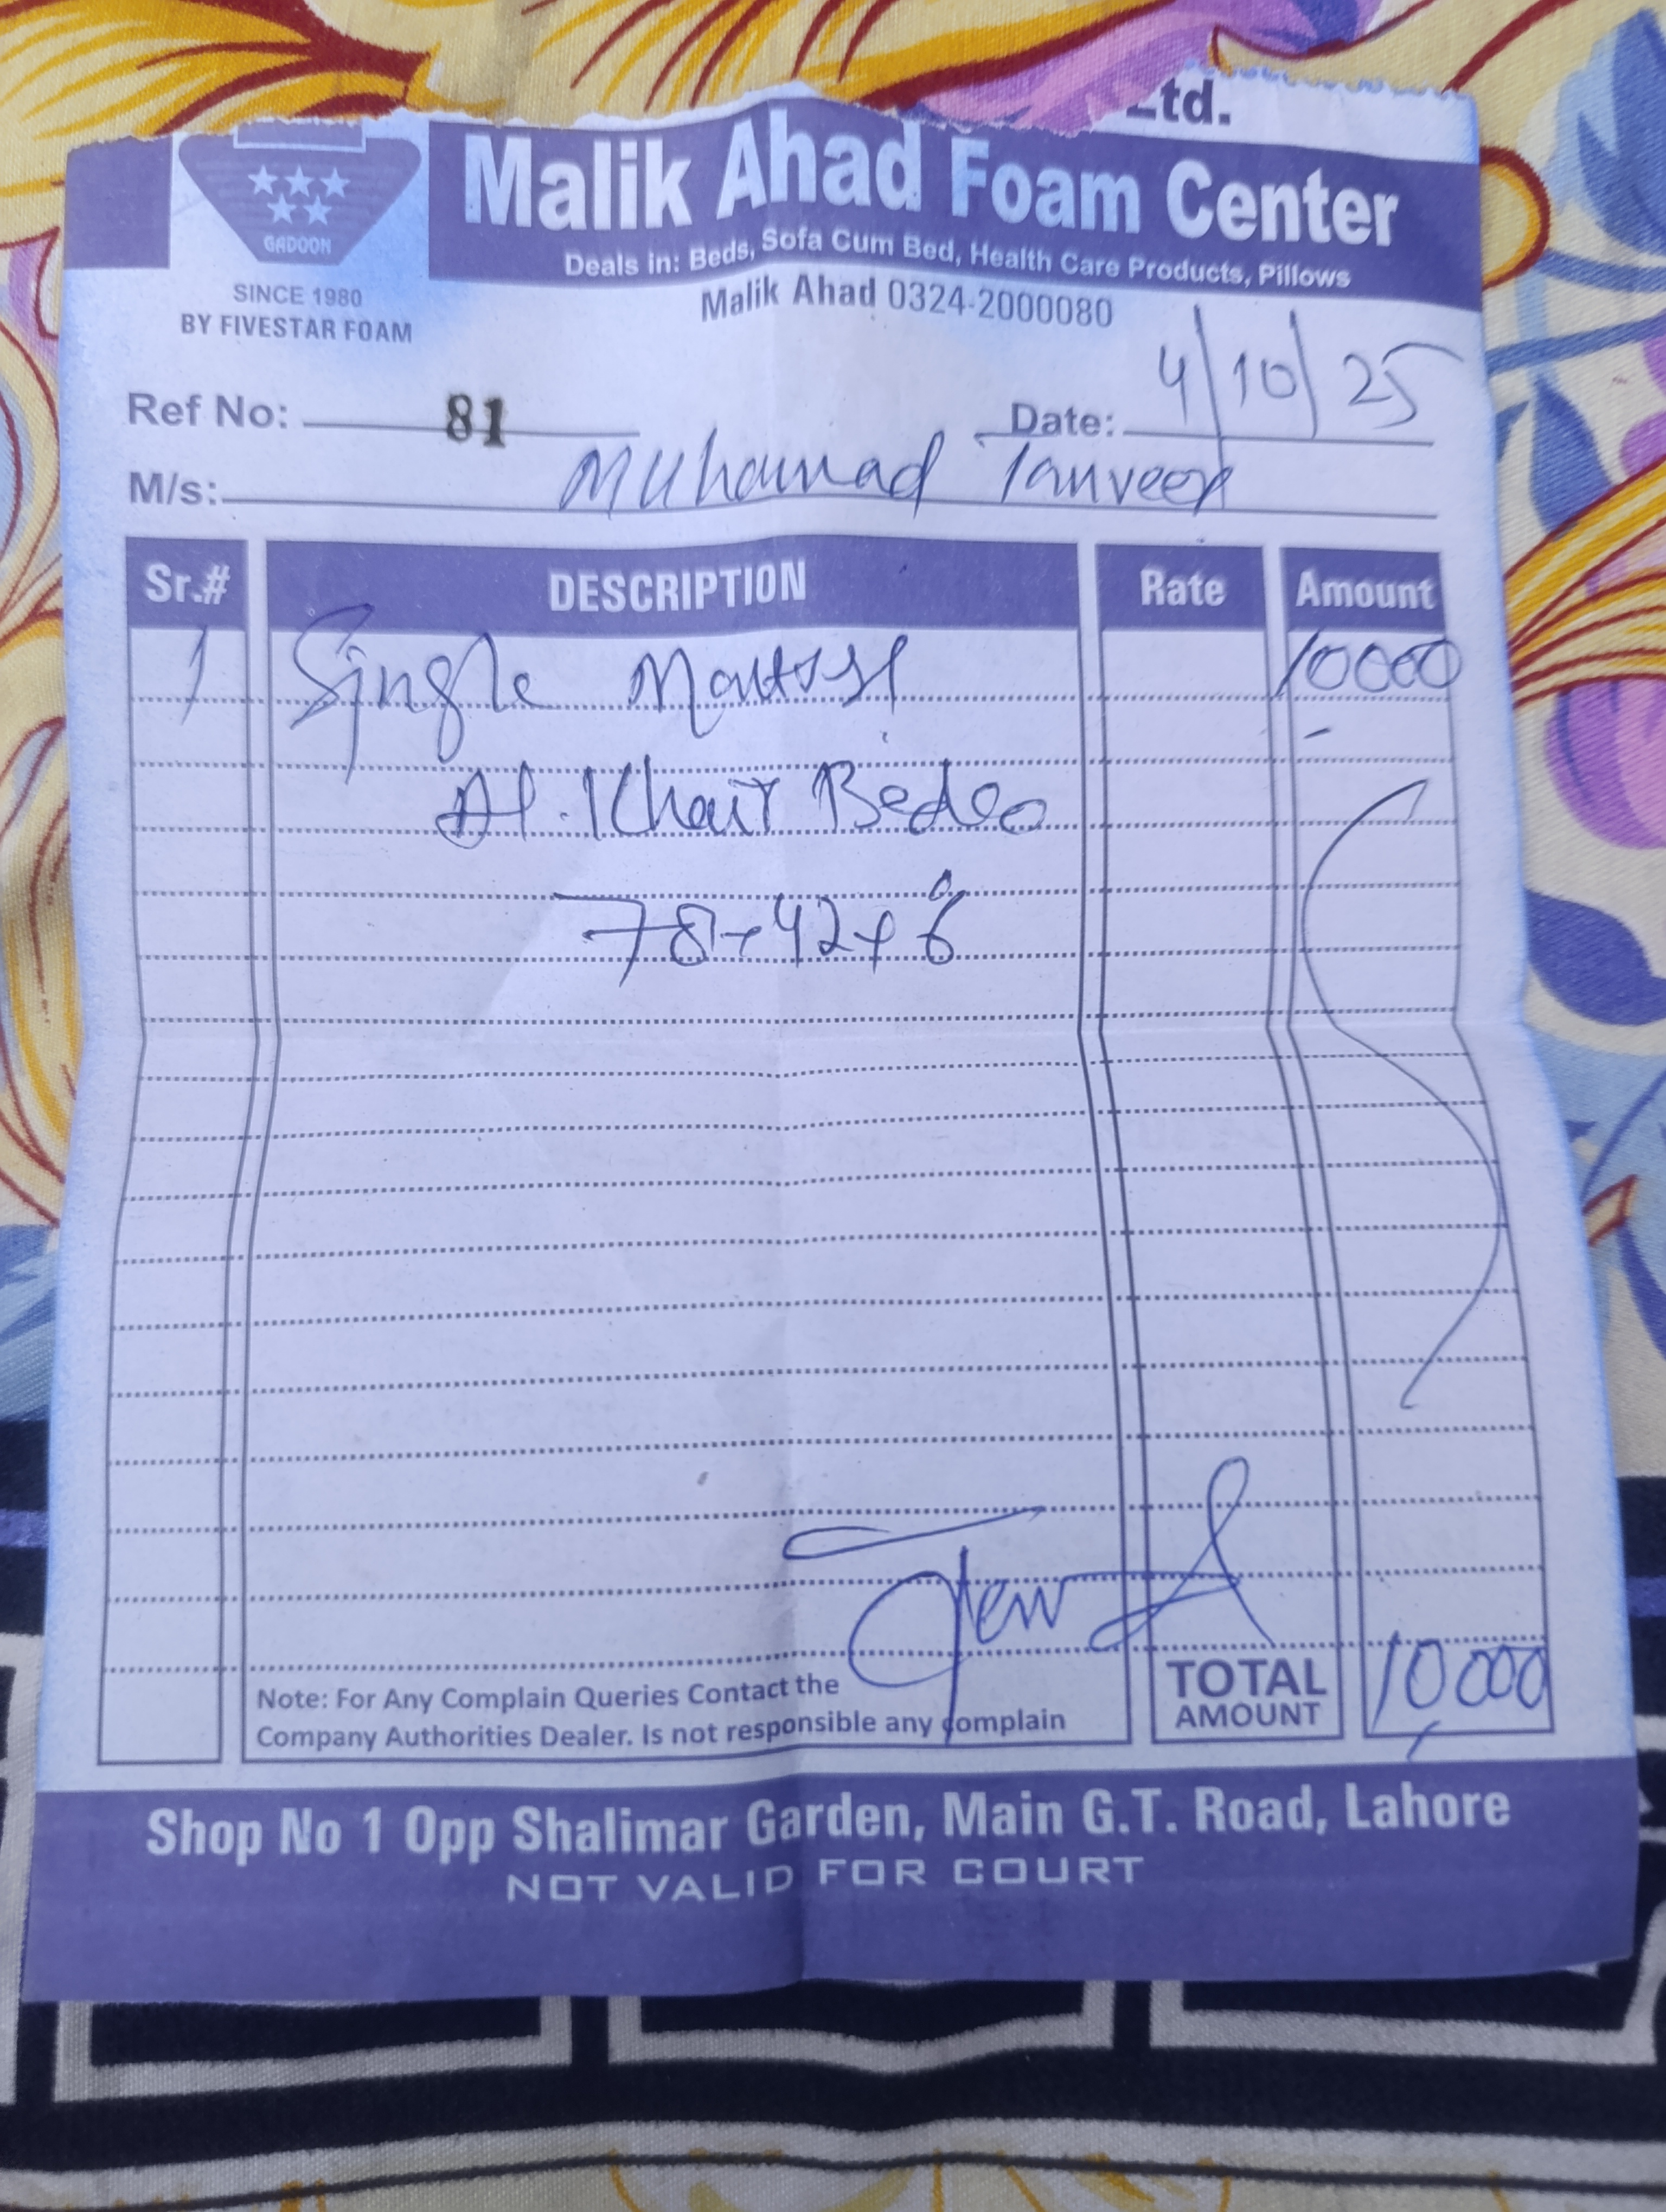 Ltd.
Malik Ahad Foam Center
Deals in: Beds, Sofa Cum Bed, Health Care Products, Pillows
Malik Ahad 0324-2000080
GADOON
SINCE 1980
BY FIVESTAR FOAM
Ref No: 81 Date: 4/10/25
M/s: Muhamad Tanveer
Sr.# DESCRIPTION Rate Amount
1 Single 10000
Al. Khair
78+42+6
Note: For Any Complain Queries Contact the
Company Authorities Dealer. Is not responsible any complain
TOTAL
AMOUNT 10,000
Shop No 1 Opp Shalimar Garden, Main G.T. Road, Lahore
NOT VALID FOR COURT